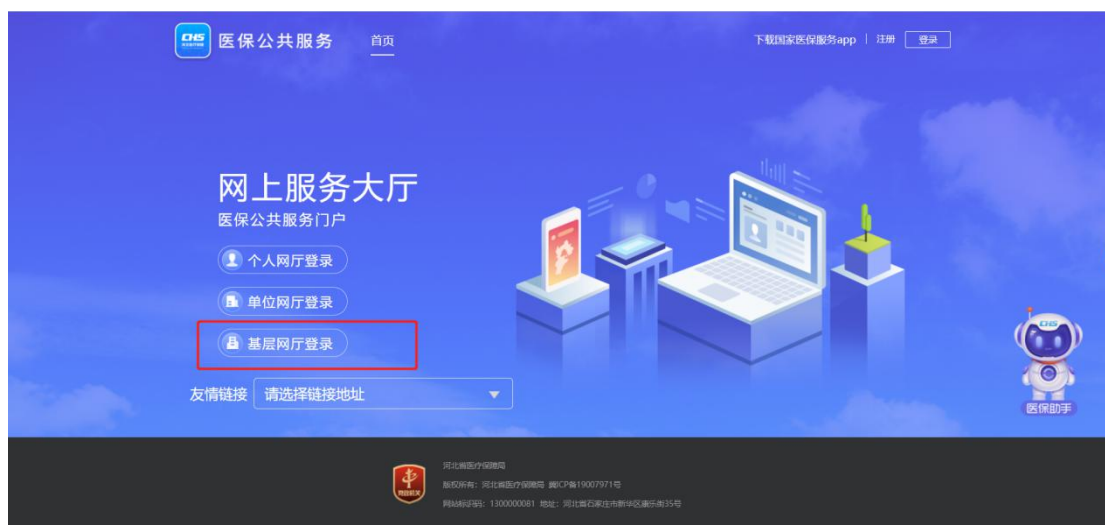 CHS 医保公共服务 首页 下载国家医保服务app | 注册 登录
网上服务大厅
医保公共服务门户
个人网厅登录
单位网厅登录
基层网厅登录
友情链接 请选择链接地址
CHS
医保助手
河北省医疗保障局
党政机关
版权所有：河北省医疗保障局 冀ICP备19007971号
网站标识码：1300000081 地址：河北省石家庄市新华区康乐街35号